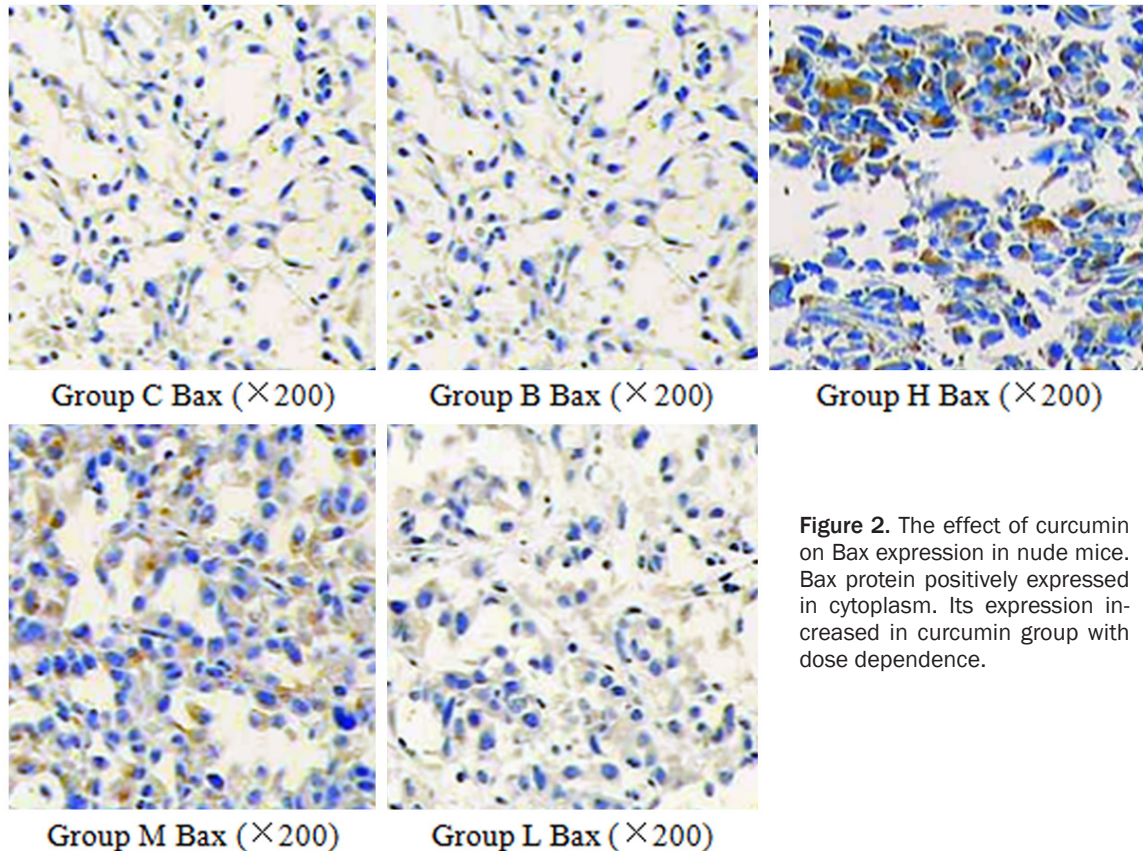 Group C Bax (×200)
Group B Bax (×200)
Group H Bax (×200)
Group M Bax (×200)
Group L Bax (×200)
Figure 2. The effect of curcumin
on Bax expression in nude mice.
Bax protein positively expressed
in cytoplasm. Its expression in-
creased in curcumin group with
dose dependence.